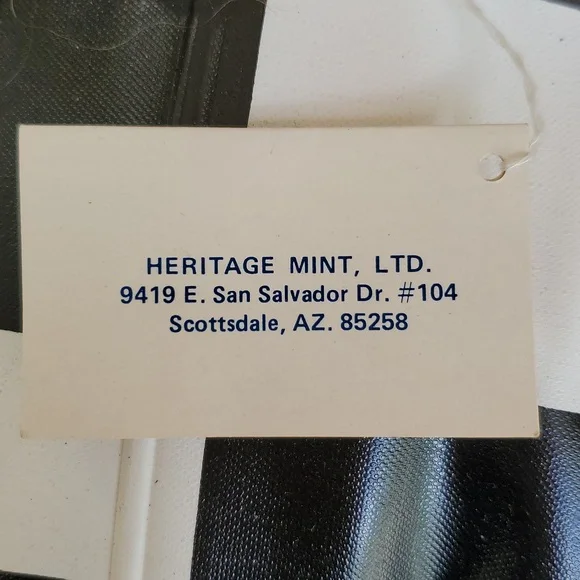 HERITAGE MINT, LTD.
9419 E. San Salvador Dr. #104
Scottsdale, AZ. 85258